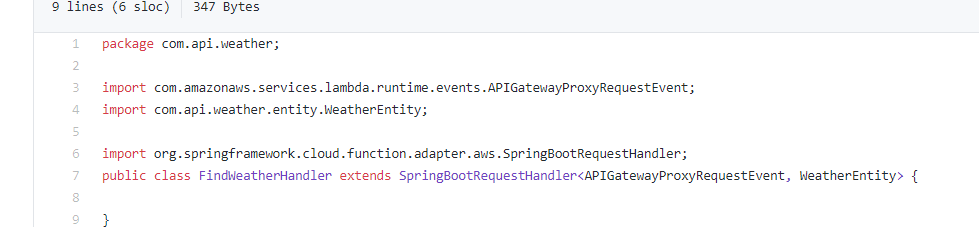 9 lines (6 sloc) 347 Bytes
1 package com.api.weather;
2
3 import com.amazonaws.services.lambda.runtime.events.APIGatewayProxyRequestEvent;
4 import com.api.weather.entity.WeatherEntity;
5
6 import org.springframework.cloud.function.adapter.aws.SpringBootRequestHandler;
7 public class FindWeatherHandler extends SpringBootRequestHandler<APIGatewayProxyRequestEvent, WeatherEntity> {
8
9 }